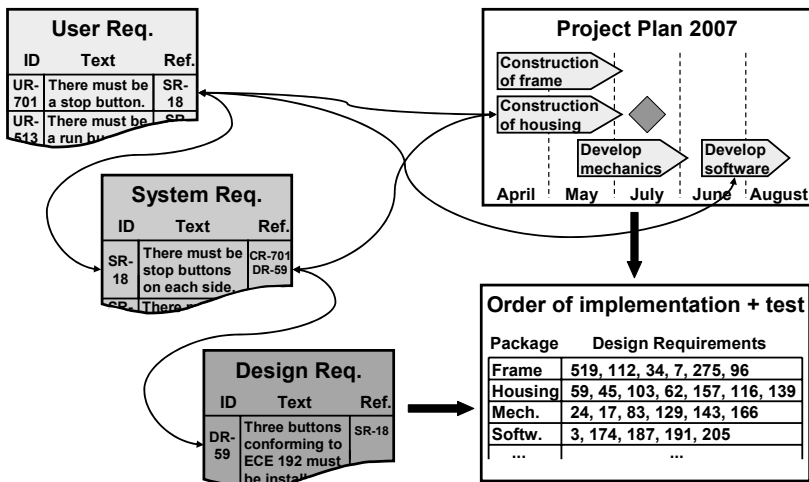 User Req.
ID Text Ref.
UR-701 There must be a stop button. SR-18
UR-513 There must be a run
System Req.
ID Text Ref.
SR-18 There must be stop buttons on each side. CR-701 DR-59
There
Design Req.
ID Text Ref.
DR-59 Three buttons conforming to ECE 192 must be SR-18
Project Plan 2007
Construction of frame
Construction of housing
Develop mechanics
Develop software
April May July June August
Order of implementation + test
Package Design Requirements
Frame 519, 112, 34, 7, 275, 96
Housing 59, 45, 103, 62, 157, 116, 139
Mech. 24, 17, 83, 129, 143, 166
Softw. 3, 174, 187, 191, 205
... ...